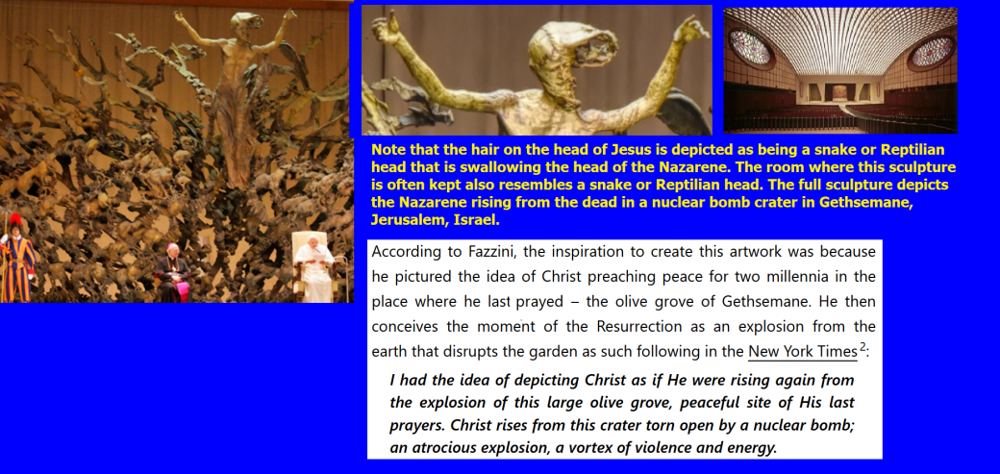 Note that the hair on the head of Jesus is depicted as being a snake or Reptilian
head that is swallowing the head of the Nazarene. The room where this sculpture
is often kept also resembles a snake or Reptilian head. The full sculpture depicts
the Nazarene rising from the dead in a nuclear bomb crater in Gethsemane,
Jerusalem, Israel.
According to Fazzini, the inspiration to create this artwork was because
he pictured the idea of Christ preaching peace for two millennia in the
place where he last prayed – the olive grove of Gethsemane. He then
conceives the moment of the Resurrection as an explosion from the
earth that disrupts the garden as such following in the New York Times²:
I had the idea of depicting Christ as if He were rising again from
the explosion of this large olive grove, peaceful site of His last
prayers. Christ rises from this crater torn open by a nuclear bomb;
an atrocious explosion, a vortex of violence and energy.